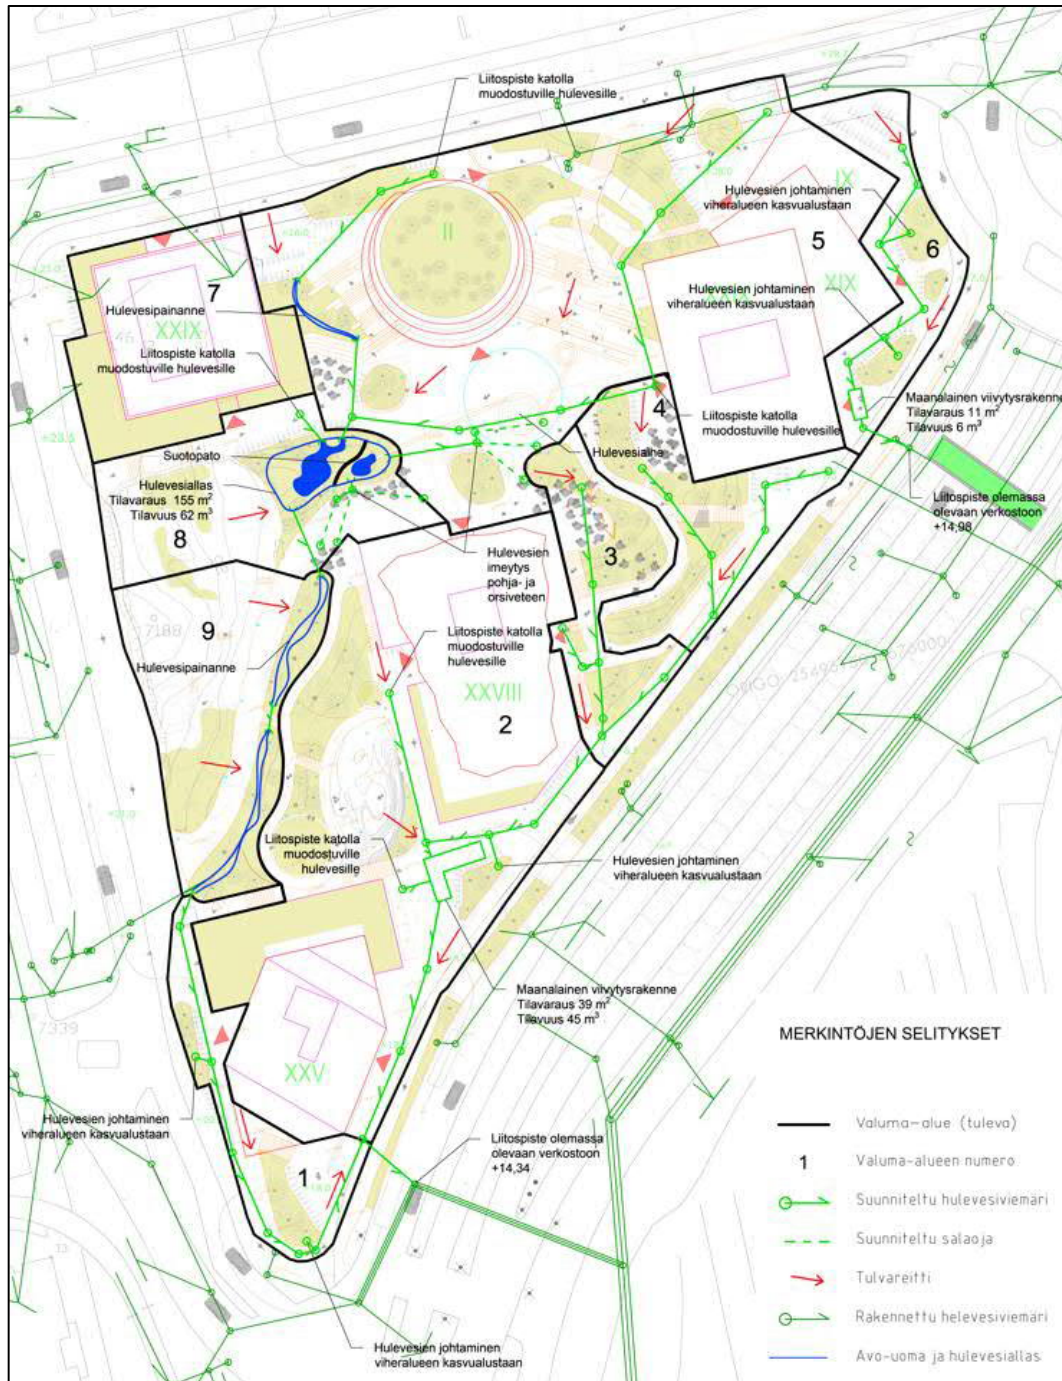 Liitospiste katolla
muodostuville hulevesille
II
IX
Hulevesien johtaminen
viheralueen kasvualustaan
5
6
XIX
Hulevesien johtaminen
viheralueen kasvualustaan
7
Hulevesipainanne
XXIX
Liitospiste katolla
muodostuville hulevesille
4
Liitospiste katolla
muodostuville hulevesille
Maanalainen viivytysrakenne
Tilavaraus 11 m²
Tilavuus 6 m³
Suotopato
Hulevesiaihe
Hulevesiallas
Tilavaraus 155 m²
Tilavuus 62 m³
Liitospiste olemassa
olevaan verkostoon
+14,98
8
3
Hulevesien
imeytys
pohja- ja
orsiveteen
9
Hulevesipainanne
Liitospiste katolla
muodostuville
hulevesille
XXVIII
2
Liitospiste katolla
muodostuville
hulevesille
Hulevesien johtaminen
viheralueen kasvualustaan
Maanalainen viivytysrakenne
Tilavaraus 39 m²
Tilavuus 45 m³
7339
XXV
Hulevesien johtaminen
viheralueen kasvualustaan
Liitospiste olemassa
olevaan verkostoon
+14,34
1
Hulevesien johtaminen
viheralueen kasvualustaan
MERKINTÖJEN SELITYKSET
Valuma-alue (tuleva)
1 Valuma-alueen numero
Suunniteltu hulevesiviemäri
Suunniteltu salaoja
Tulvareitti
Rakennettu helevesiviemäri
Avo-uoma ja hulevesiallas